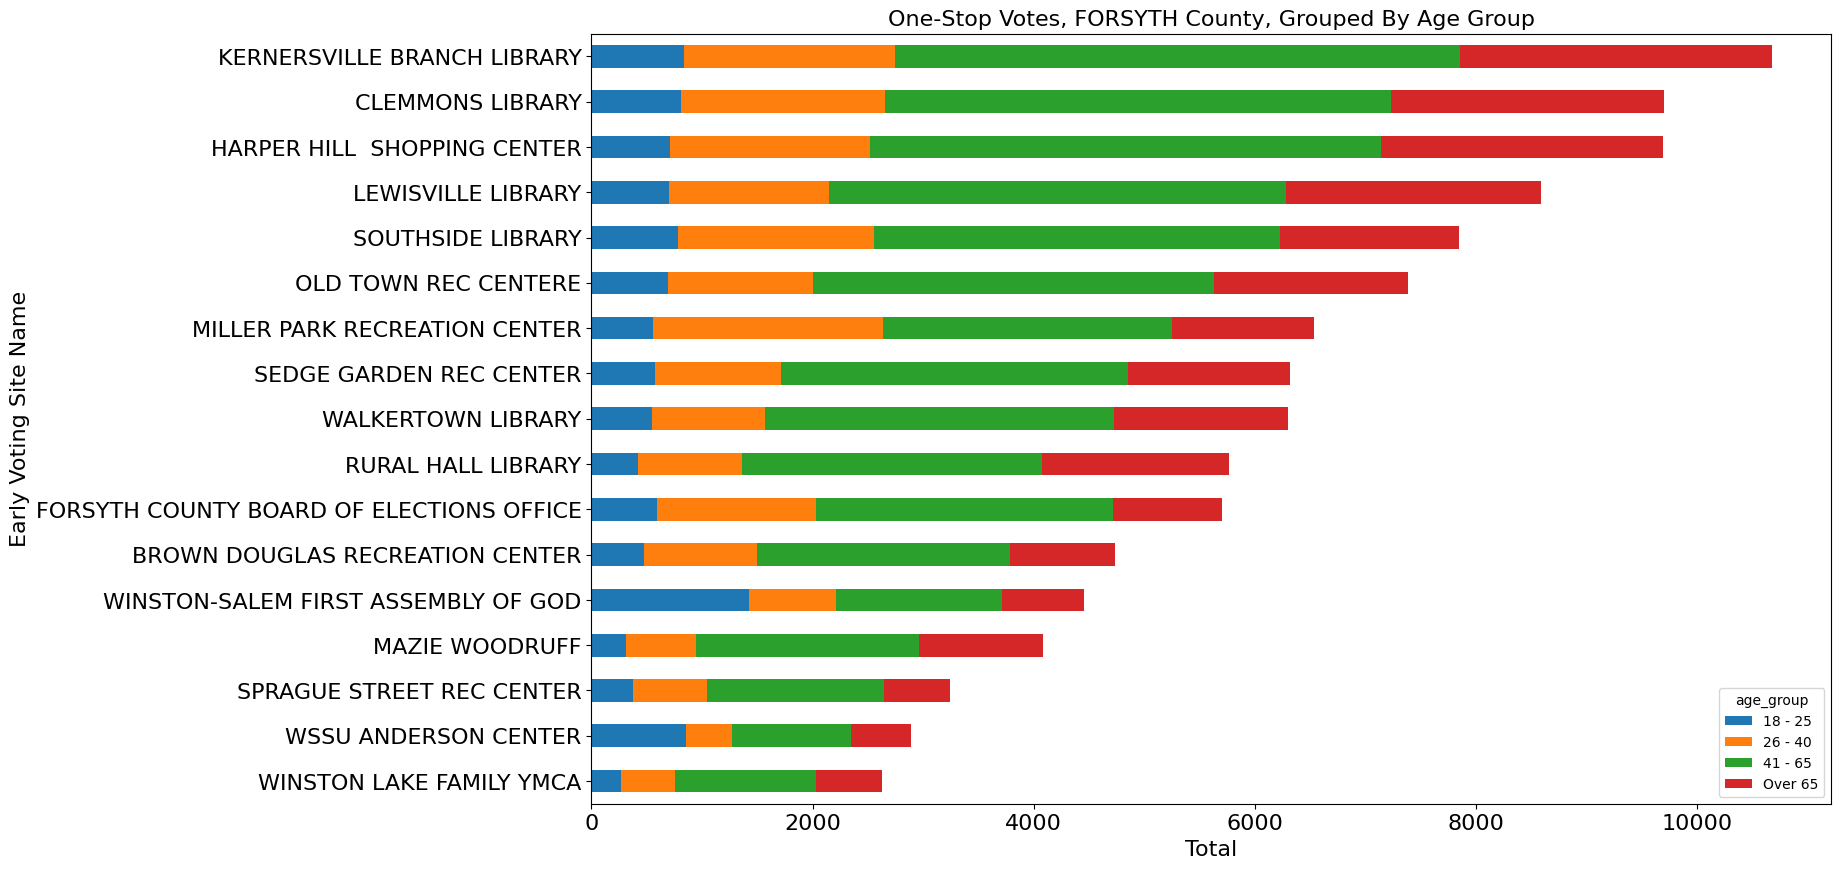 One-Stop Votes, FORSYTH County, Grouped By Age Group
Early Voting Site Name
KERNERSVILLE BRANCH LIBRARY
CLEMMONS LIBRARY
HARPER HILL  SHOPPING CENTER
LEWISVILLE LIBRARY
SOUTHSIDE LIBRARY
OLD TOWN REC CENTERE
MILLER PARK RECREATION CENTER
SEDGE GARDEN REC CENTER
WALKERTOWN LIBRARY
RURAL HALL LIBRARY
FORSYTH COUNTY BOARD OF ELECTIONS OFFICE
BROWN DOUGLAS RECREATION CENTER
WINSTON-SALEM FIRST ASSEMBLY OF GOD
MAZIE WOODRUFF
SPRAGUE STREET REC CENTER
WSSU ANDERSON CENTER
WINSTON LAKE FAMILY YMCA
age_group
18 - 25
26 - 40
41 - 65
Over 65
0 2000 4000 6000 8000 10000
Total